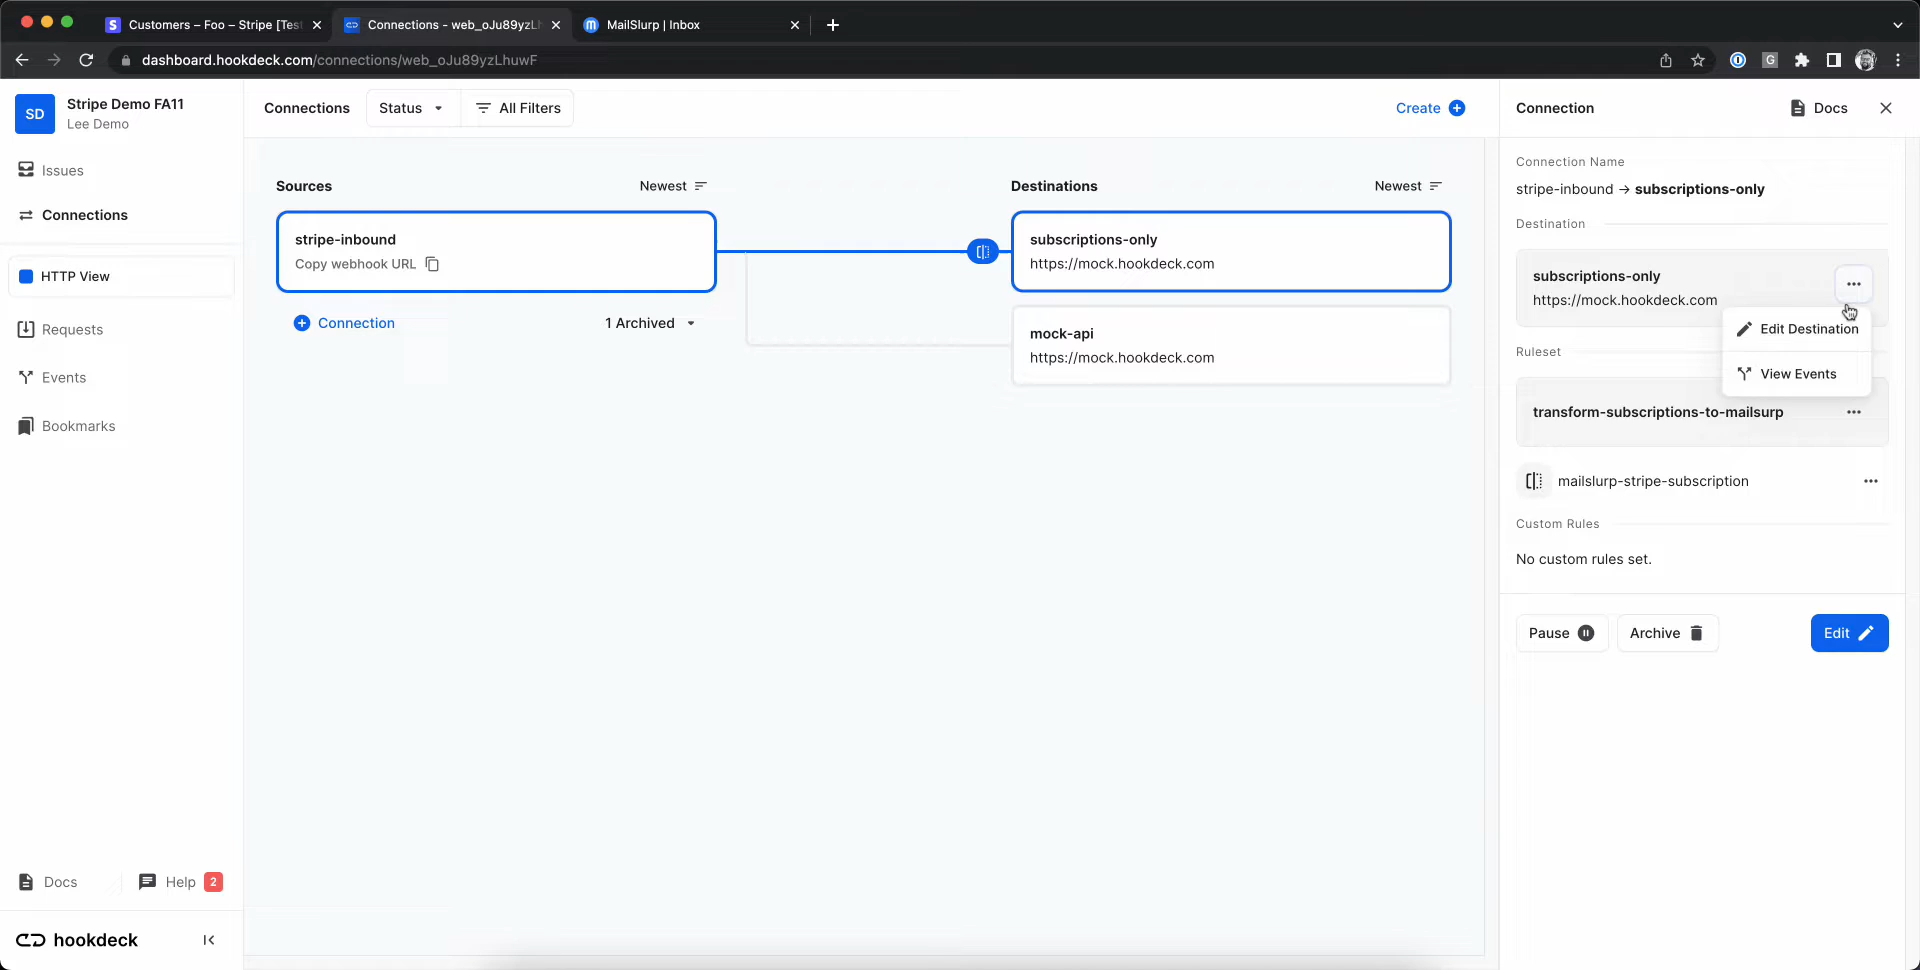 Customers – Foo – Stripe [Test
Connections - web_oJu89yzLh
MailSlurp | Inbox
dashboard.hookdeck.com/connections/web_oJu89yzLhuwF
SD
Stripe Demo FA11
Lee Demo
Issues
Connections
HTTP View
Requests
Events
Bookmarks
Docs
Help
2
hookdeck
Connections
Status
All Filters
Create
Sources
Newest
stripe-inbound
Copy webhook URL
Connection
1 Archived
Destinations
Newest
subscriptions-only
https://mock.hookdeck.com
mock-api
https://mock.hookdeck.com
Connection
Docs
Connection Name
stripe-inbound → subscriptions-only
Destination
subscriptions-only
https://mock.hookdeck.com
Edit Destination
View Events
Ruleset
transform-subscriptions-to-mailsurp
mailslurp-stripe-subscription
Custom Rules
No custom rules set.
Pause
Archive
Edit